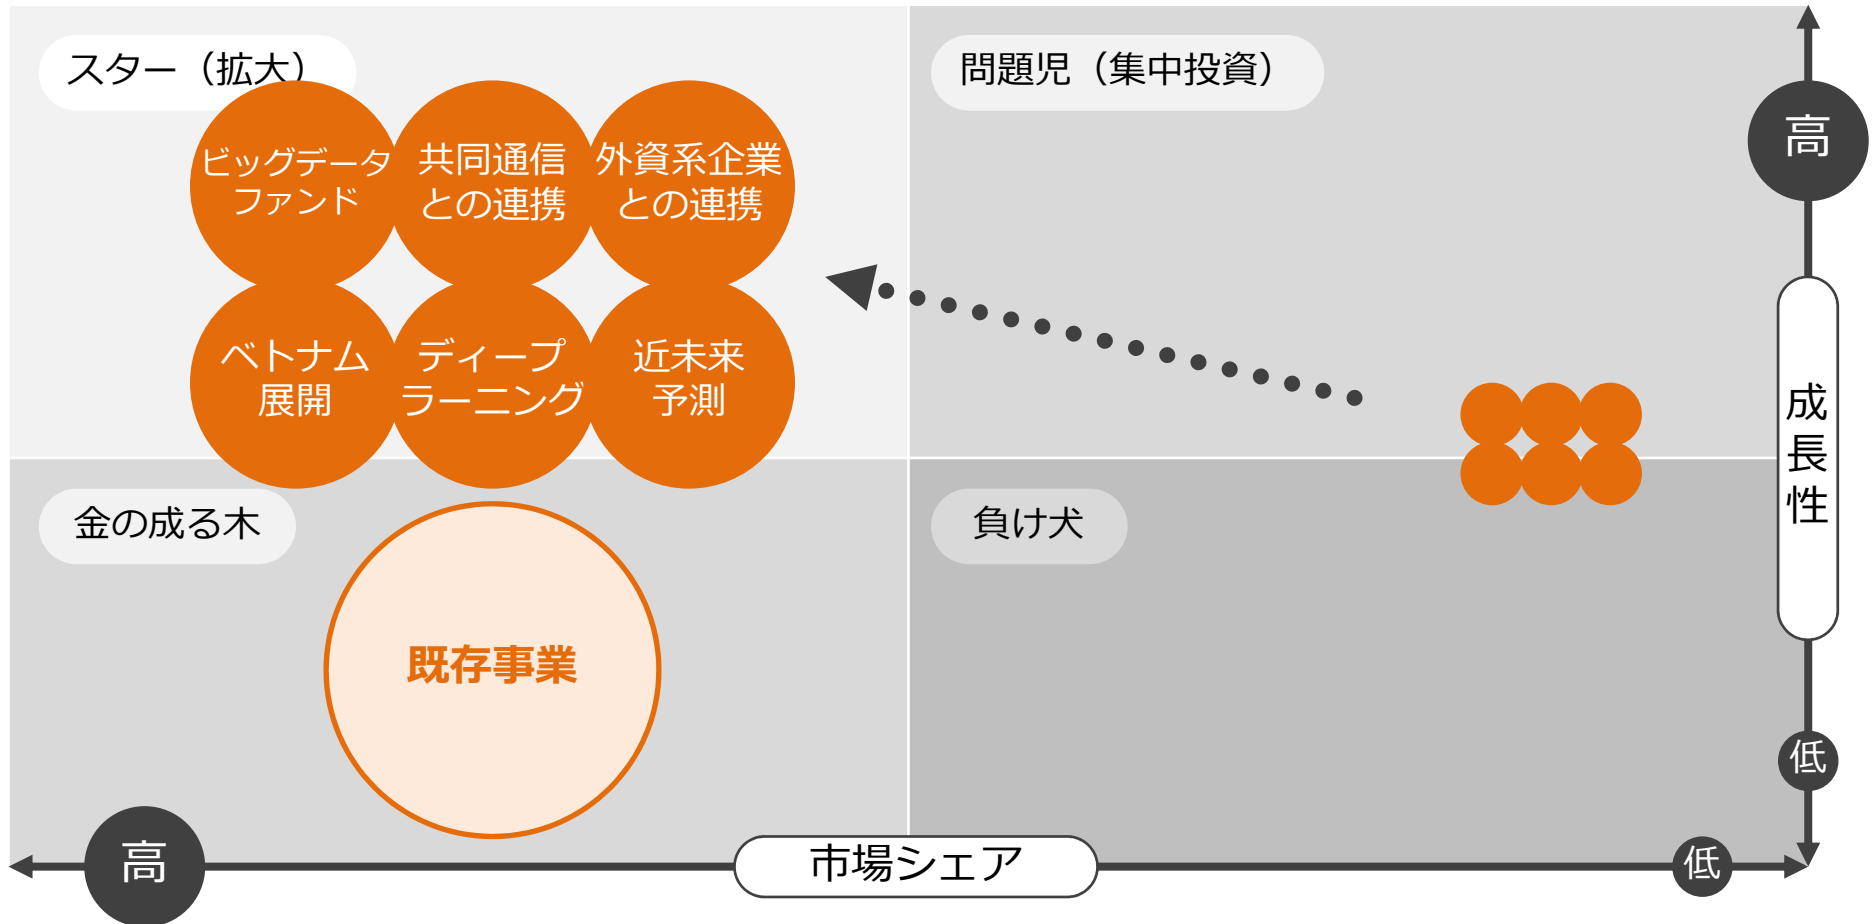 スター（拡大）
問題児（集中投資）
高
ビッグデータ
ファンド
共同通信
との連携
外資系企業
との連携
ベトナム
展開
ディープ
ラーニング
近未来
予測
成長性
金の成る木
負け犬
既存事業
低
高
市場シェア
低